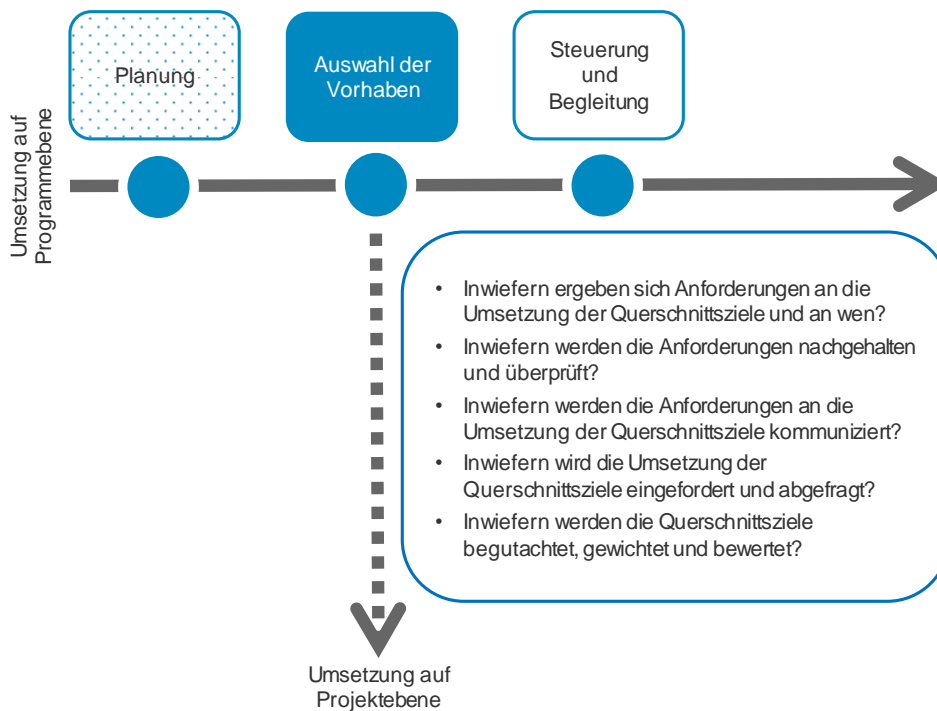 Planung
Auswahl der
Vorhaben
Steuerung
und
Begleitung
Umsetzung auf
Programmebene
• Inwiefern ergeben sich Anforderungen an die
Umsetzung der Querschnittsziele und an wen?
• Inwiefern werden die Anforderungen nachgehalten
und überprüft?
• Inwiefern werden die Anforderungen an die
Umsetzung der Querschnittsziele kommuniziert?
• Inwiefern wird die Umsetzung der
Querschnittsziele eingefordert und abgefragt?
• Inwiefern werden die Querschnittsziele
begutachtet, gewichtet und bewertet?
Umsetzung auf
Projektebene